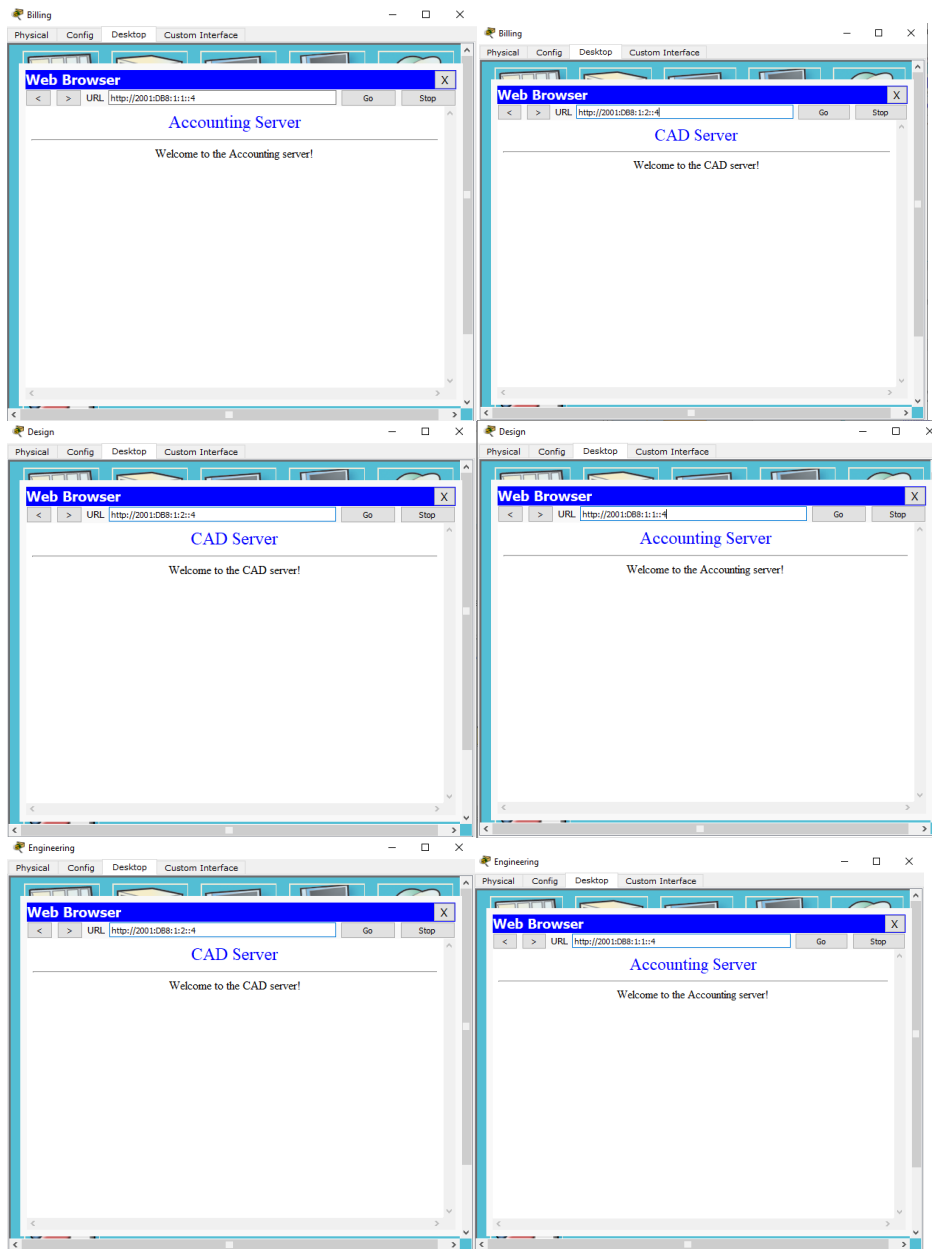 Billing
Physical Config Desktop Custom Interface
Web Browser X
< > URL http://2001:DB8:1:1::4 Go Stop
Accounting Server
Welcome to the Accounting server!
Billing
Physical Config Desktop Custom Interface
Web Browser X
< > URL http://2001:DB8:1:2::4 Go Stop
CAD Server
Welcome to the CAD server!
Design
Physical Config Desktop Custom Interface
Web Browser X
< > URL http://2001:DB8:1:2::4 Go Stop
CAD Server
Welcome to the CAD server!
Design
Physical Config Desktop Custom Interface
Web Browser X
< > URL http://2001:DB8:1:1::4 Go Stop
Accounting Server
Welcome to the Accounting server!
Engineering
Physical Config Desktop Custom Interface
Web Browser X
< > URL http://2001:DB8:1:2::4 Go Stop
CAD Server
Welcome to the CAD server!
Engineering
Physical Config Desktop Custom Interface
Web Browser X
< > URL http://2001:DB8:1:1::4 Go Stop
Accounting Server
Welcome to the Accounting server!